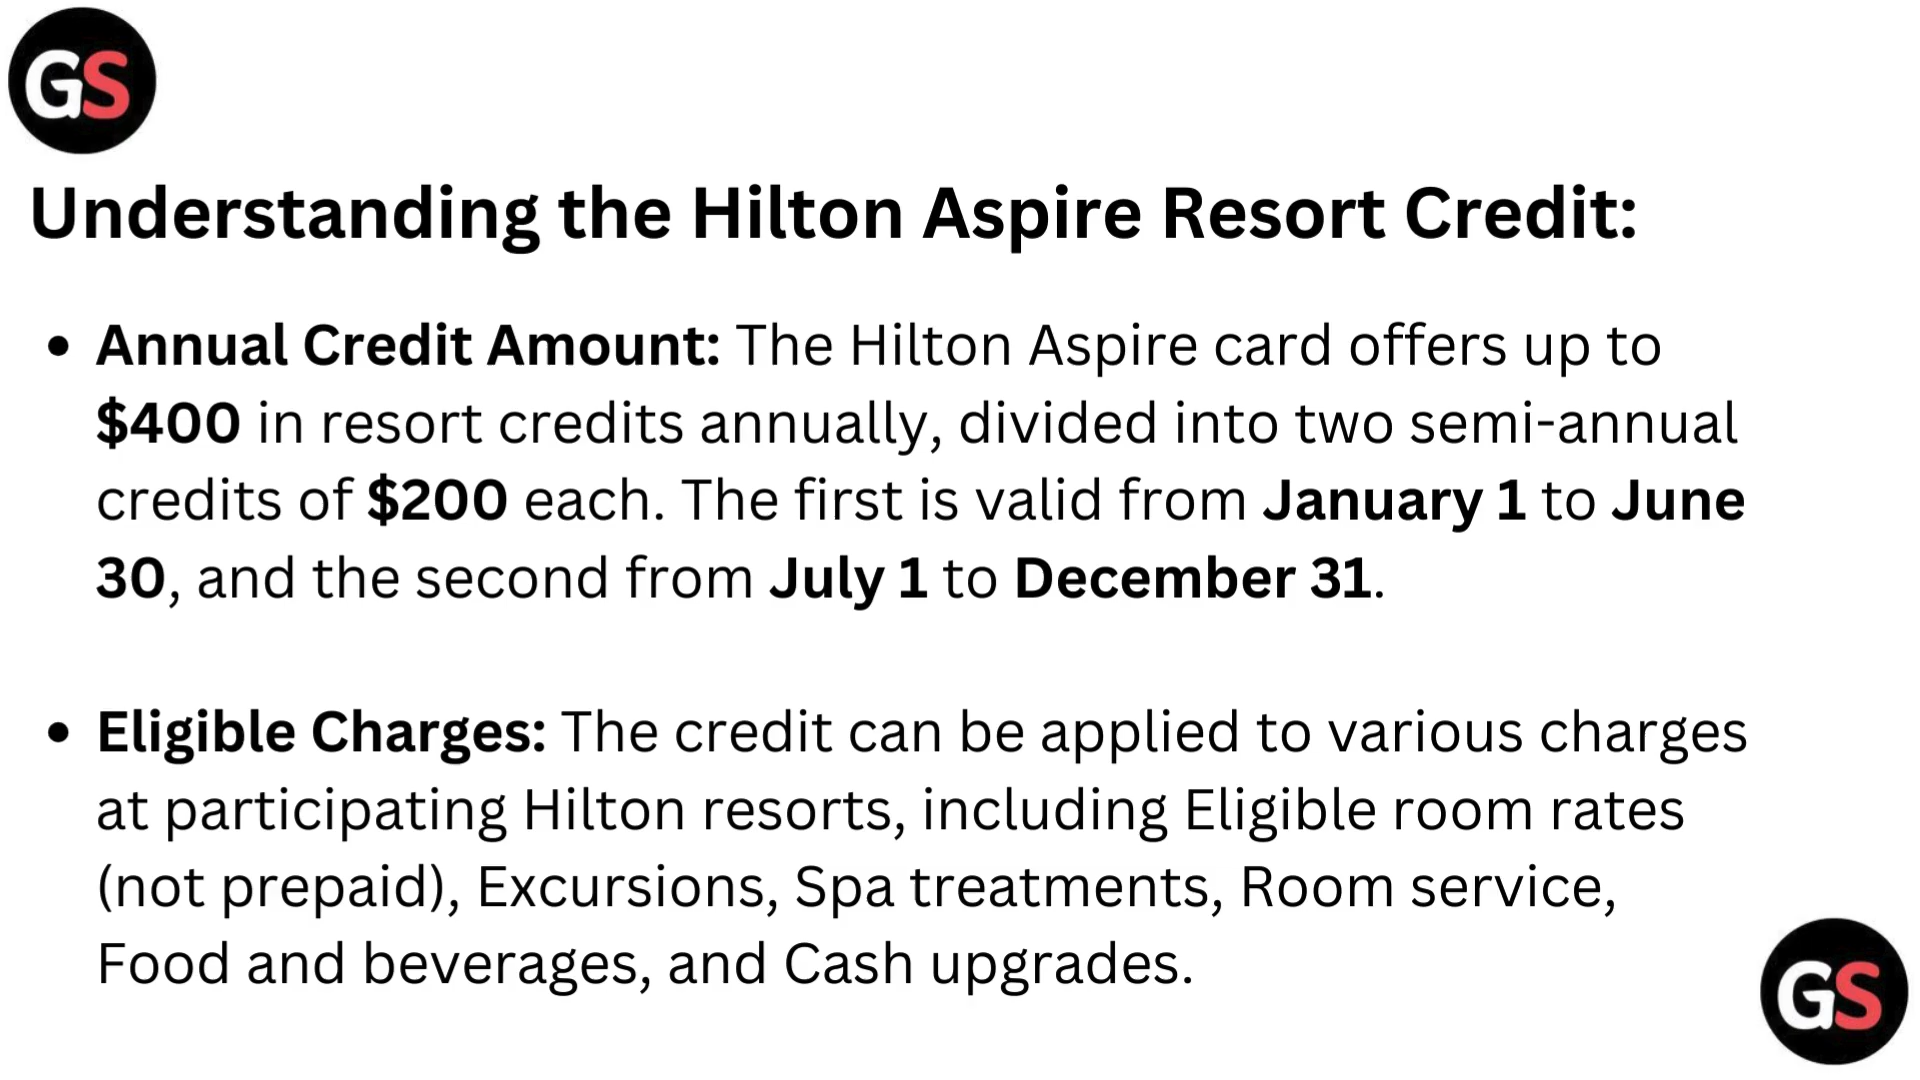 GS
Understanding the Hilton Aspire Resort Credit:
• Annual Credit Amount: The Hilton Aspire card offers up to
$400 in resort credits annually, divided into two semi-annual
credits of $200 each. The first is valid from January 1 to June
30, and the second from July 1 to December 31.
• Eligible Charges: The credit can be applied to various charges
at participating Hilton resorts, including Eligible room rates
(not prepaid), Excursions, Spa treatments, Room service,
Food and beverages, and Cash upgrades.
GS